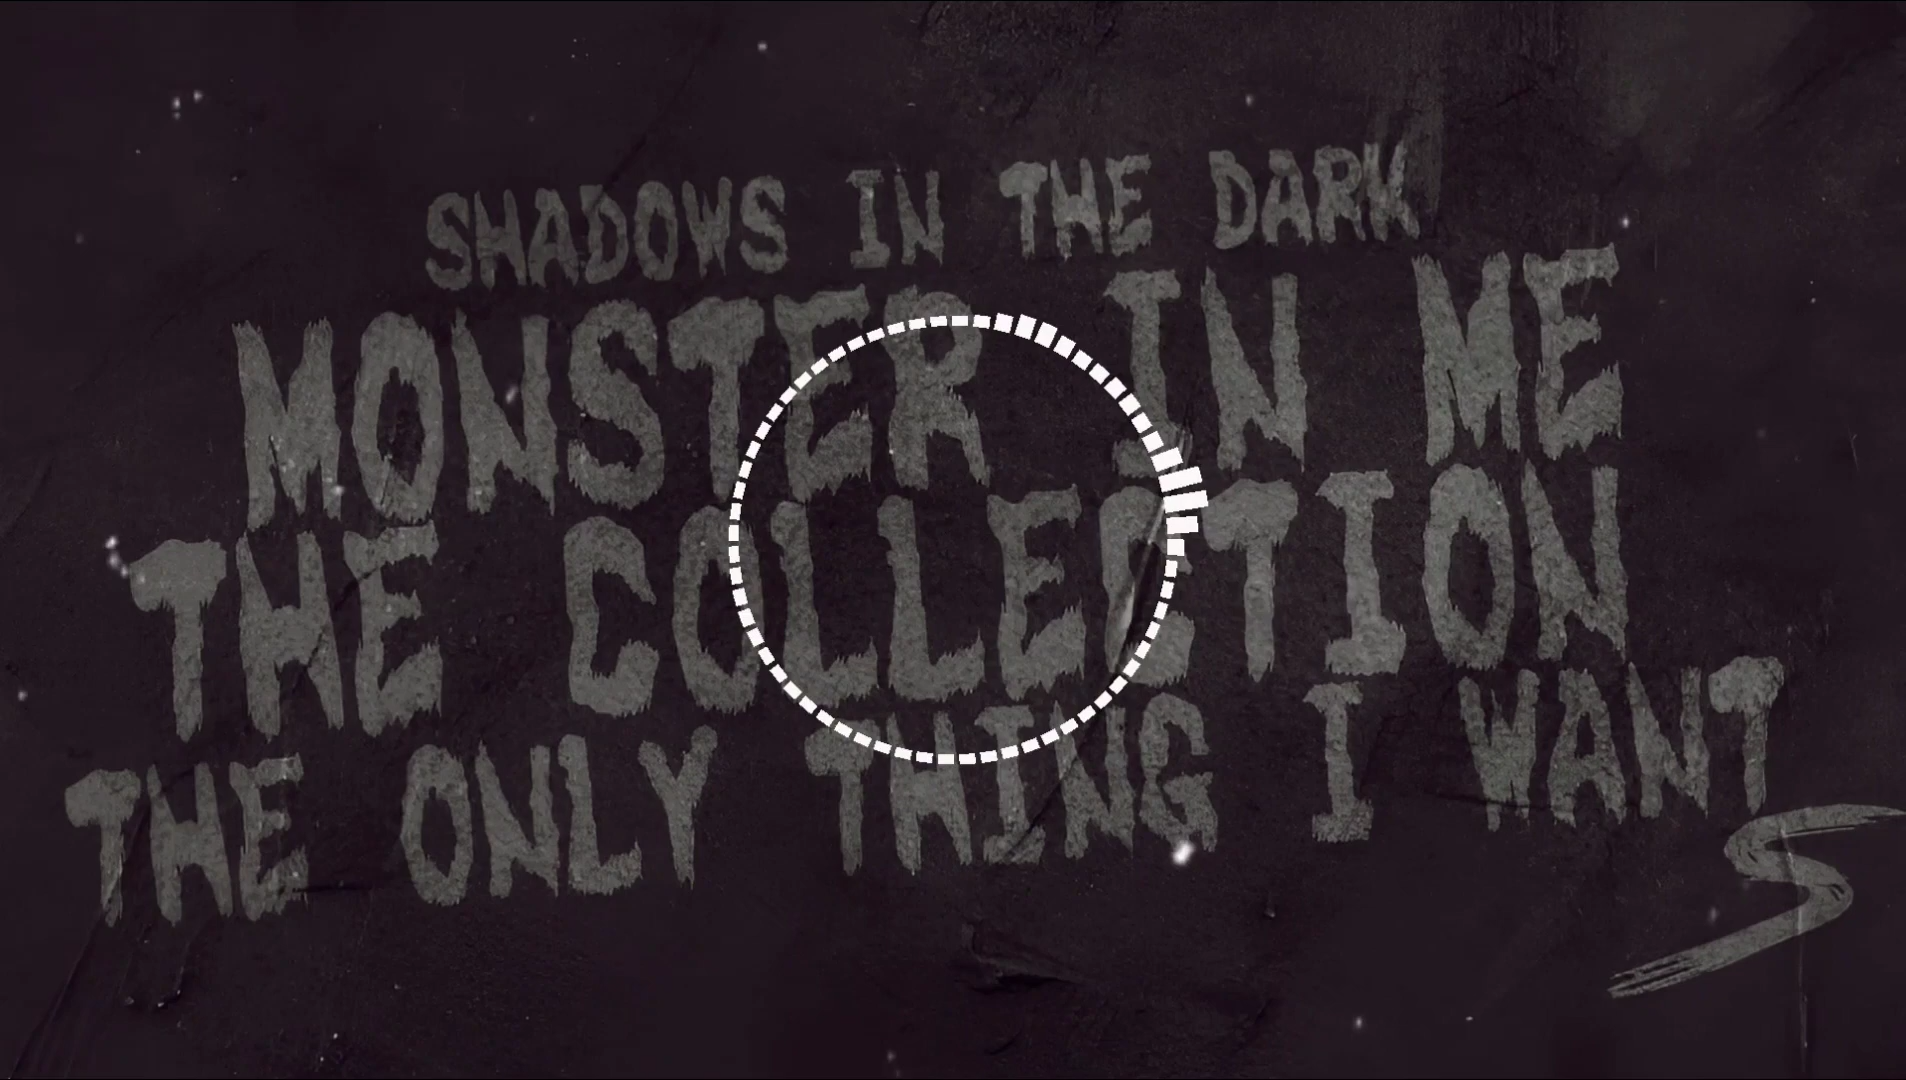 SHADOWS IN THE DARK
MONSTER IN ME
THE COLLECTION
THE ONLY THING I WANT
S